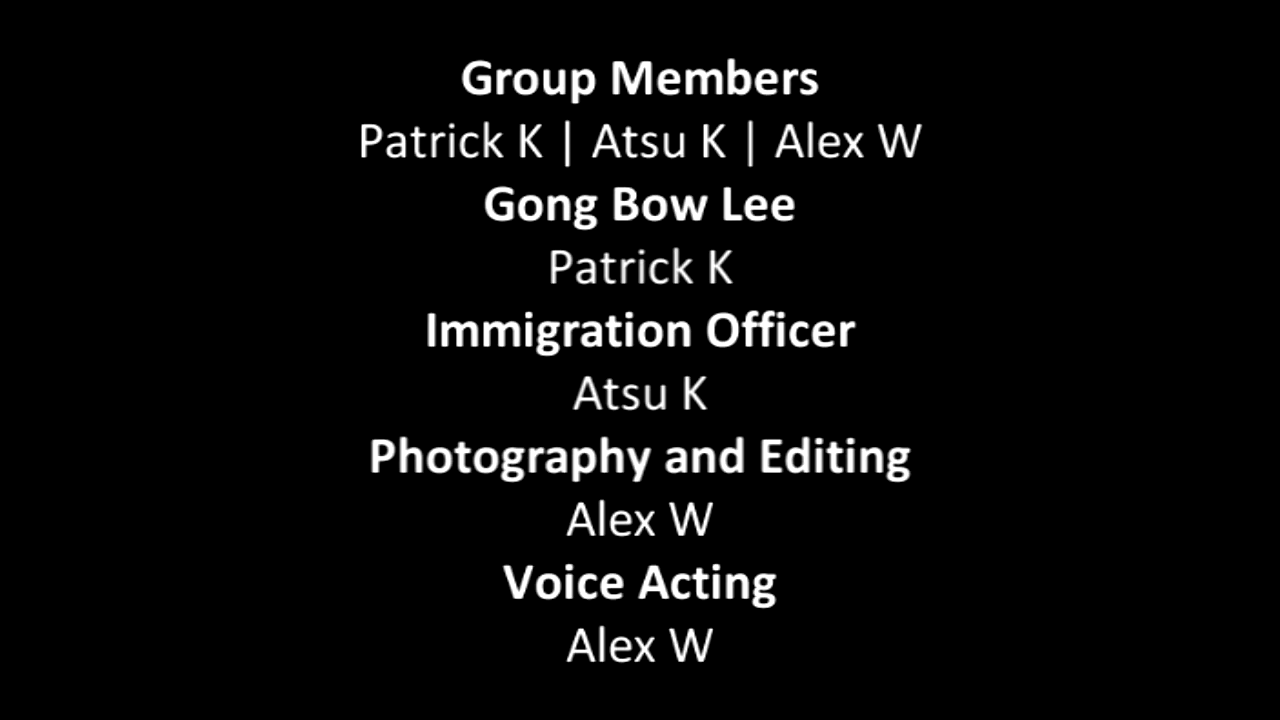 Group Members
Patrick K | Atsu K | Alex W
Gong Bow Lee
Patrick K
Immigration Officer
Atsu K
Photography and Editing
Alex W
Voice Acting
Alex W